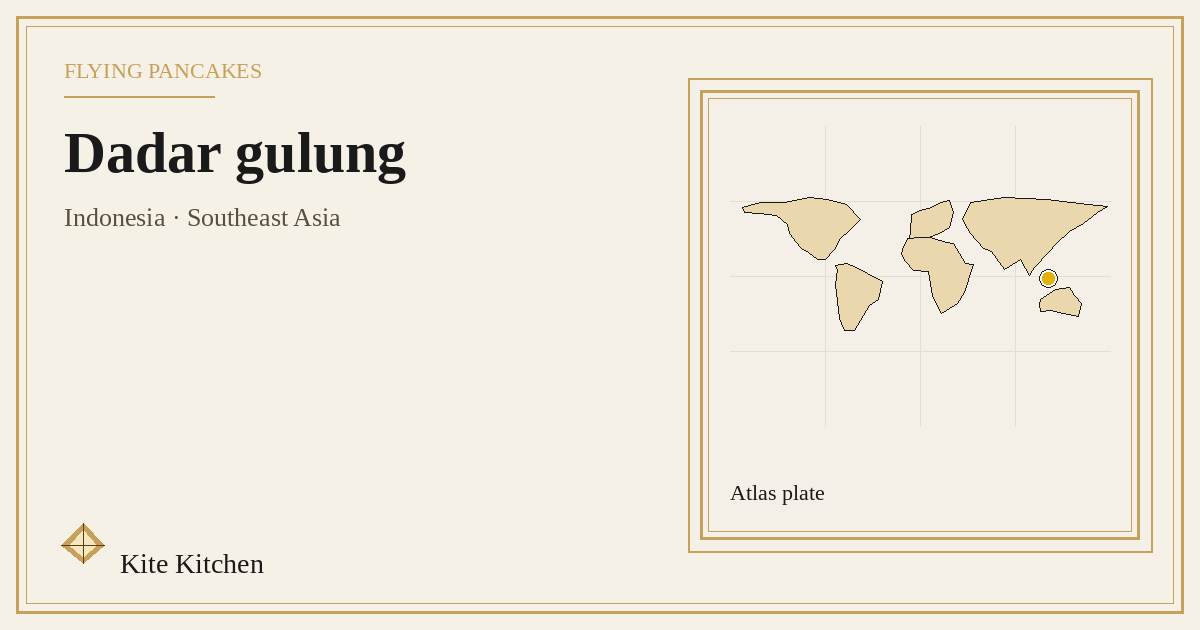 FLYING PANCAKES
Dadar gulung
Indonesia · Southeast Asia
Atlas plate
Kite Kitchen